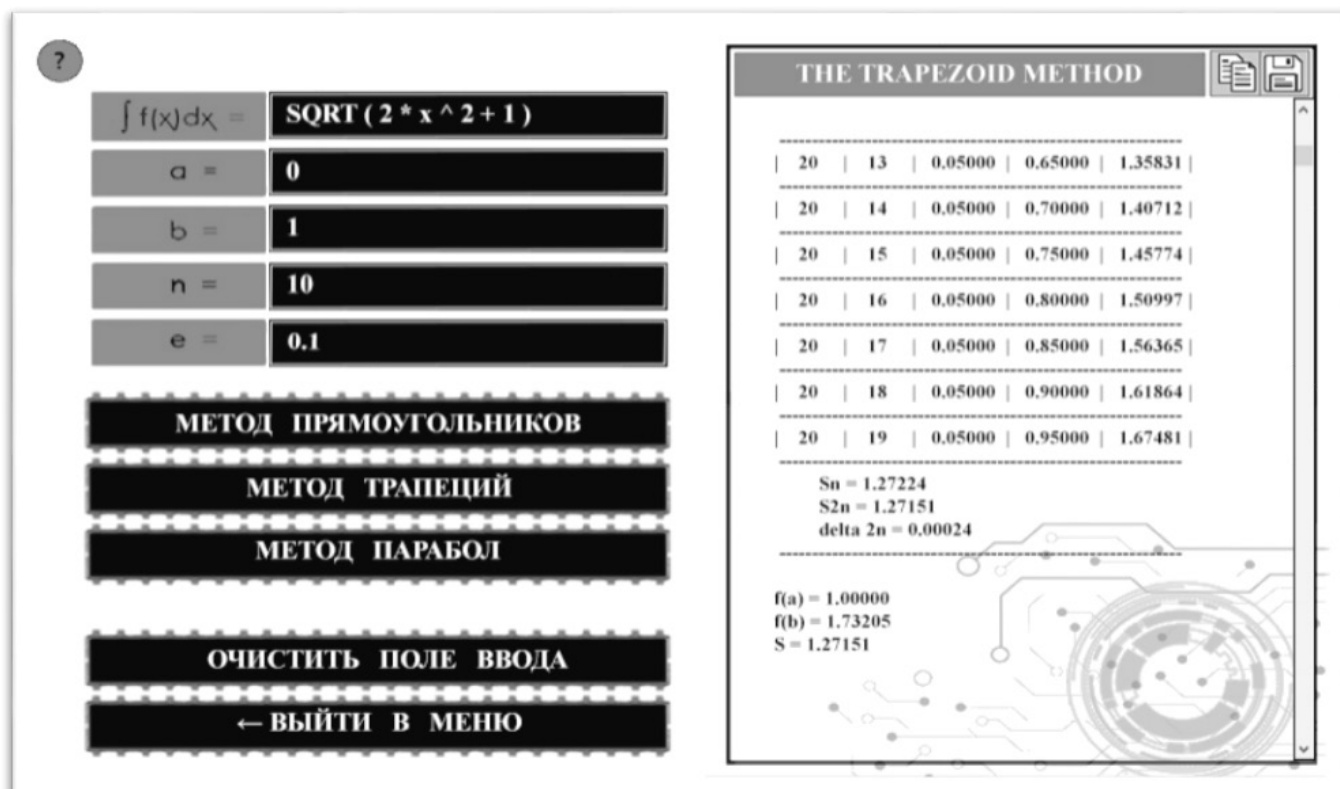 ?
∫ f(x)dx = SQRT ( 2 * x ^ 2 + 1 )
a = 0
b = 1
n = 10
e = 0.1
МЕТОД ПРЯМОУГОЛЬНИКОВ
МЕТОД ТРАПЕЦИЙ
МЕТОД ПАРАБОЛ
ОЧИСТИТЬ ПОЛЕ ВВОДА
← ВЫЙТИ В МЕНЮ
THE TRAPEZOID METHOD
| 20 | 13 | 0.05000 | 0.65000 | 1.35831 |
| 20 | 14 | 0.05000 | 0.70000 | 1.40712 |
| 20 | 15 | 0.05000 | 0.75000 | 1.45774 |
| 20 | 16 | 0.05000 | 0.80000 | 1.50997 |
| 20 | 17 | 0.05000 | 0.85000 | 1.56365 |
| 20 | 18 | 0.05000 | 0.90000 | 1.61864 |
| 20 | 19 | 0.05000 | 0.95000 | 1.67481 |
Sn = 1.27224
S2n = 1.27151
delta 2n = 0.00024
f(a) = 1.00000
f(b) = 1.73205
S = 1.27151